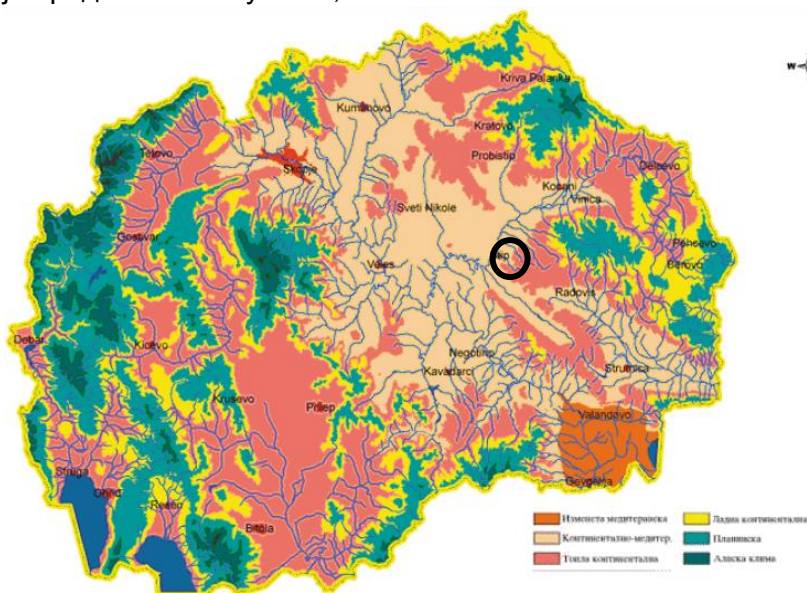 W
Kriva Palanka
Kumanovo
Kratovo
Tetovo
Probistip
Skopje
Delcevo
Kocani
Vinica
Sveti Nikole
Gostivar
Pehcevo
Veles
Berovo
Radovis
Debar
Kicevo
Negotino
Strumica
Kavadarci
Krusevo
Prilep
Valandovo
Struga
Ohrid
Resen
Gevgelija
Bitola
Изменета медитеранска
Ладна континентална
Континентално-медитер.
Планинска
Топла континентална
Алпска клима